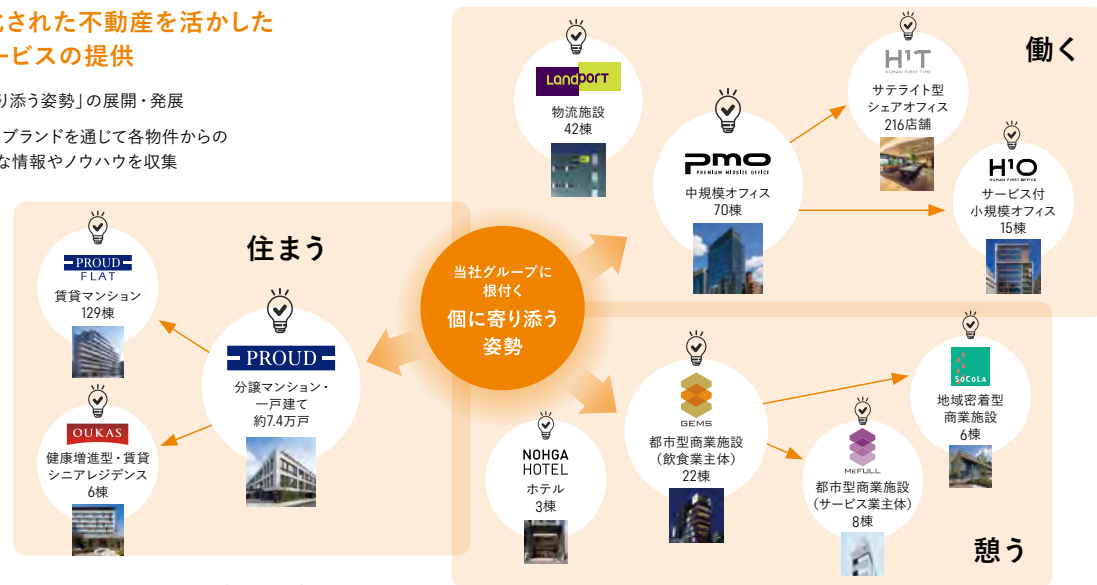 化された不動産を活かした
ービスの提供
り添う姿勢」の展開・発展
ブランドを通じて各物件からの
な情報やノウハウを収集
働く
Landport
物流施設
42棟
PMO
PREMIUM MIDSIZE OFFICE
中規模オフィス
70棟
H¹T
HUMAN FIRST TIME
サテライト型
シェアオフィス
216店舗
H¹O
HUMAN FIRST OFFICE
サービス付
小規模オフィス
15棟
住まう
PROUD
FLAT
賃貸マンション
129棟
PROUD
分譲マンション・
一戸建て
約7.4万戸
OUKAS
健康増進型・賃貸
シニアレジデンス
6棟
当社グループに
根付く
個に寄り添う
姿勢
NOHGA
HOTEL
ホテル
3棟
GEMS
都市型商業施設
(飲食業主体)
22棟
MEFULL
都市型商業施設
(サービス業主体)
8棟
SOCOLA
地域密着型
商業施設
6棟
憩う